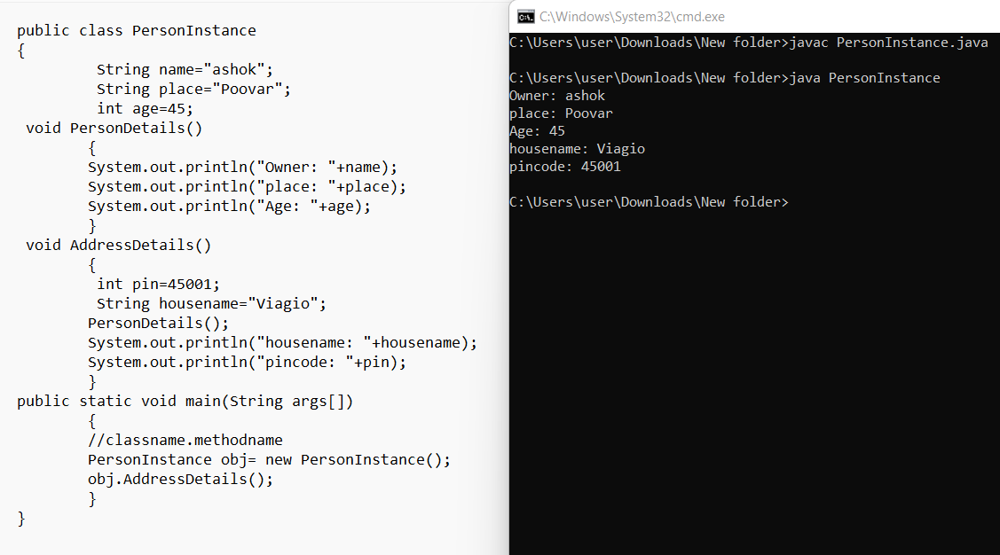 public class PersonInstance
{
String name="ashok";
String place="Poovar";
int age=45;
void PersonDetails()
{
System.out.println("Owner: "+name);
System.out.println("place: "+place);
System.out.println("Age: "+age);
}
void AddressDetails()
{
int pin=45001;
String housename="Viagio";
PersonDetails();
System.out.println("housename: "+housename);
System.out.println("pincode: "+pin);
}
public static void main(String args[])
{
//classname.methodname
PersonInstance obj= new PersonInstance();
obj.AddressDetails();
}
}
C:\Windows\System32\cmd.exe
C:\Users\user\Downloads\New folder>javac PersonInstance.java
C:\Users\user\Downloads\New folder>java PersonInstance
Owner: ashok
place: Poovar
Age: 45
housename: Viagio
pincode: 45001
C:\Users\user\Downloads\New folder>